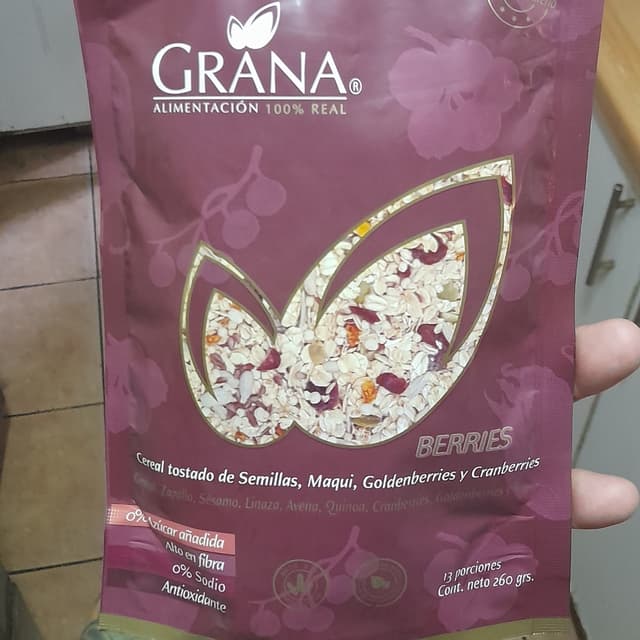 GRANA®
ALIMENTACIÓN 100% REAL
BERRIES
Cereal tostado de Semillas, Maqui, Goldenberries y Cranberries
Zapallo, Sésamo, Linaza, Avena, Quinoa, Cranberries, Goldenberries
0% Azúcar añadida
Alto en fibra
0% Sodio
Antioxidante
13 porciones
Cont. neto 260 grs.